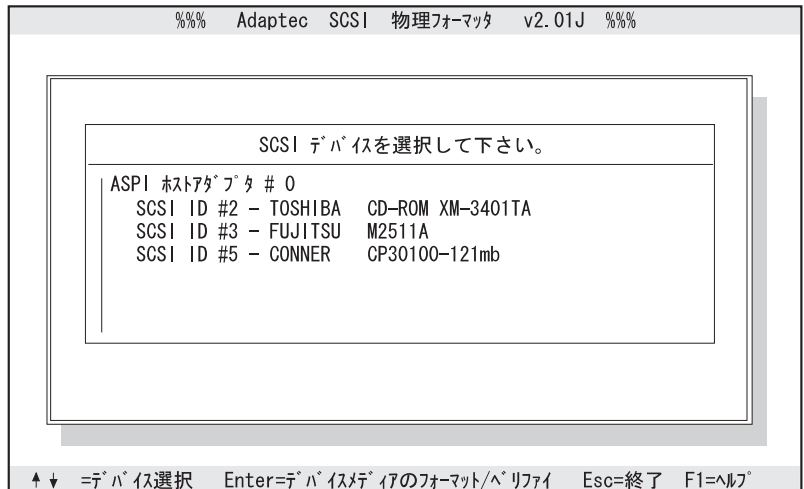 %%% Adaptec SCSI 物理ﾌｫｰﾏｯﾀ v2.01J %%%
SCSI ﾃﾞﾊﾞｲｽを選択して下さい。
ASPI ﾎｽﾄｱﾀﾞﾌﾟﾀ # 0
SCSI ID #2 - TOSHIBA CD-ROM XM-3401TA
SCSI ID #3 - FUJITSU M2511A
SCSI ID #5 - CONNER CP30100-121mb
↑↓ =ﾃﾞﾊﾞｲｽ選択 Enter=ﾃﾞﾊﾞｲｽﾒﾃﾞｨｱのﾌｫｰﾏｯﾄ/ﾍﾞﾘﾌｧｲ Esc=終了 F1=ﾍﾙﾌﾟ